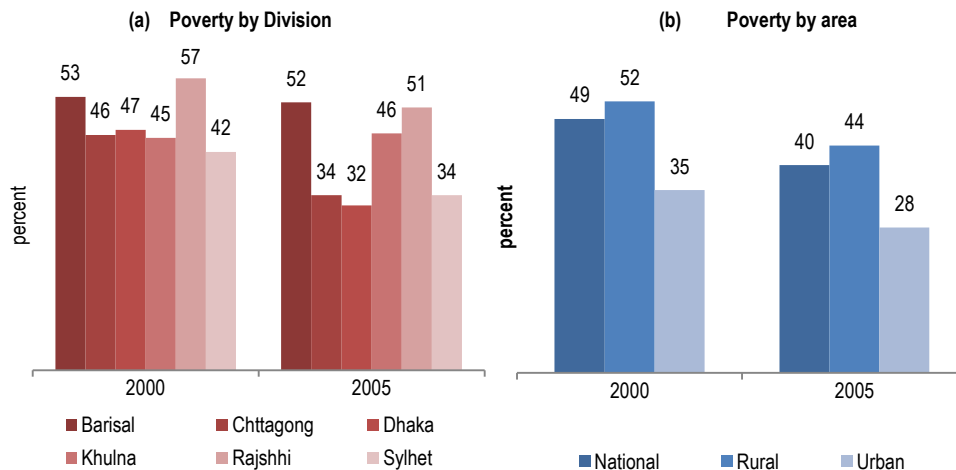 (a) Poverty by Division
percent
53
46
47
45
57
42
52
34
32
46
51
34
2000
2005
Barisal
Chttagong
Dhaka
Khulna
Rajshhi
Sylhet
(b) Poverty by area
percent
49
52
35
40
44
28
2000
2005
National
Rural
Urban